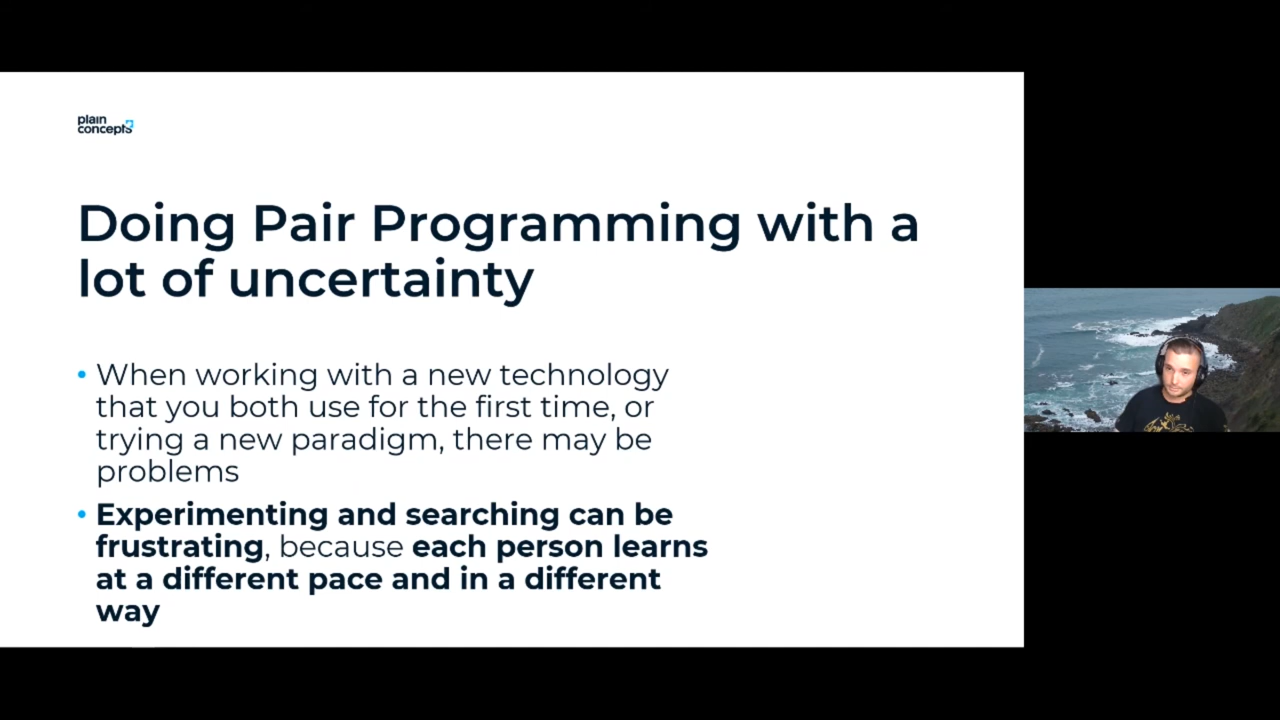 plain
concepts
Doing Pair Programming with a
lot of uncertainty
• When working with a new technology
that you both use for the first time, or
trying a new paradigm, there may be
problems
• Experimenting and searching can be
frustrating, because each person learns
at a different pace and in a different
way